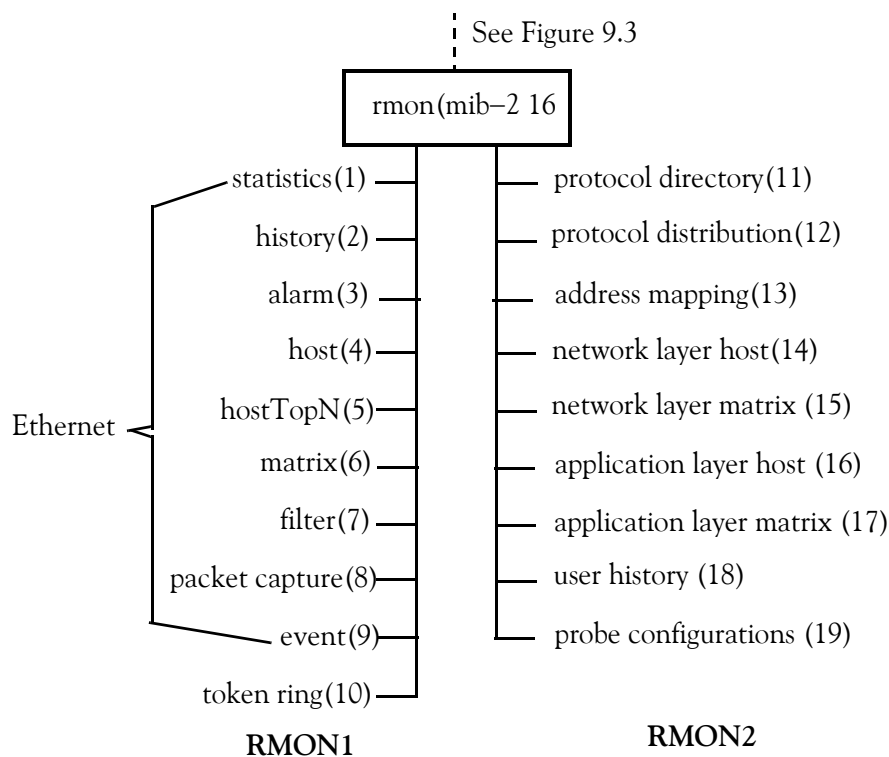 See Figure 9.3
rmon(mib–2 16
statistics(1)
history(2)
alarm(3)
host(4)
hostTopN(5)
Ethernet
matrix(6)
filter(7)
packet capture(8)
event(9)
token ring(10)
RMON1
protocol directory(11)
protocol distribution(12)
address mapping(13)
network layer host(14)
network layer matrix (15)
application layer host (16)
application layer matrix (17)
user history (18)
probe configurations (19)
RMON2